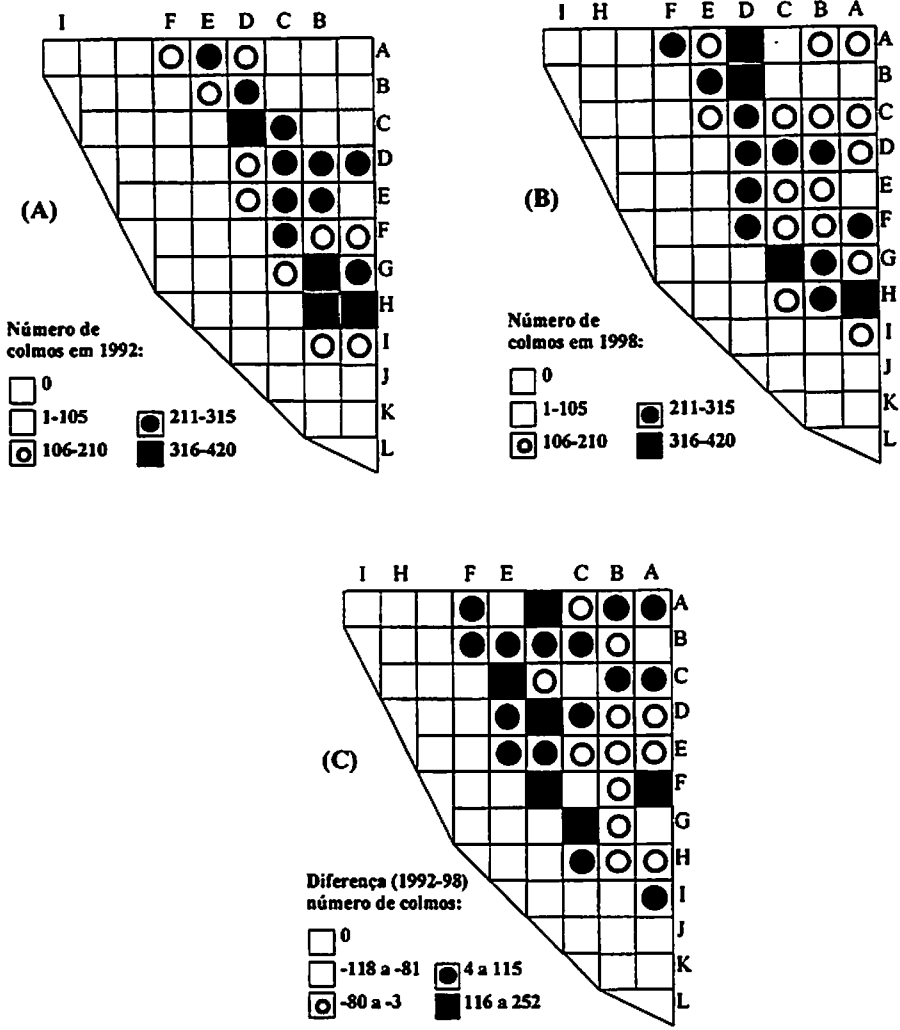 I F E D C B
A
B
C
D
E
F
G
H
I
J
K
L
(A)
Número de
colmos em 1992:
0
1-105
106-210
211-315
316-420
I H F E D C B A
A
B
C
D
E
F
G
H
I
J
K
L
(B)
Número de
colmos em 1998:
0
1-105
106-210
211-315
316-420
I H F E C B A
A
B
C
D
E
F
G
H
I
J
K
L
(C)
Diferença (1992-98)
número de colmos:
0
-118 a -81
-80 a -3
4 a 115
116 a 252